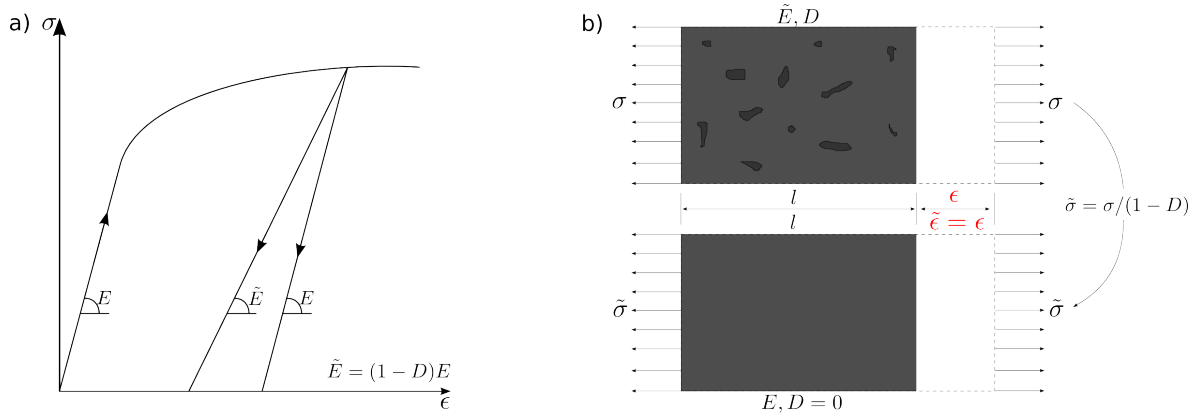 a)
σ
E
Ẽ
E
Ẽ = (1 − D)E
ϵ
b)
Ẽ, D
σ
σ
l
ϵ
l
ϵ̃ = ϵ
σ̃ = σ/(1 − D)
σ̃
σ̃
E, D = 0